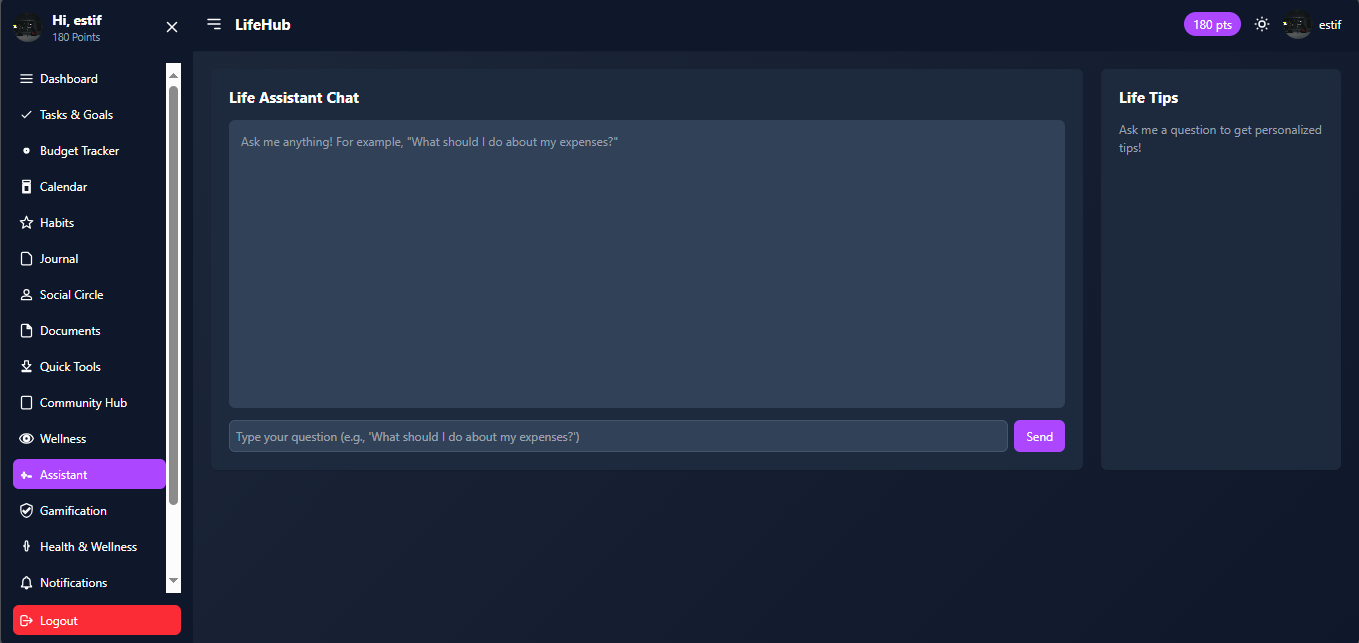 Hi, estif
180 Points
Dashboard
Tasks & Goals
Budget Tracker
Calendar
Habits
Journal
Social Circle
Documents
Quick Tools
Community Hub
Wellness
Assistant
Gamification
Health & Wellness
Notifications
Logout
LifeHub
180 pts
estif
Life Assistant Chat
Ask me anything! For example, "What should I do about my expenses?"
Type your question (e.g., 'What should I do about my expenses?')
Send
Life Tips
Ask me a question to get personalized
tips!